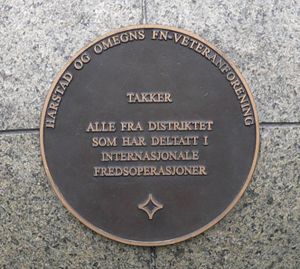 HARSTAD OG OMEGNS FN-VETERANFORENING
TAKKER
ALLE FRA DISTRIKTET
SOM HAR DELTATT I
INTERNASJONALE
FREDSOPERASJONER